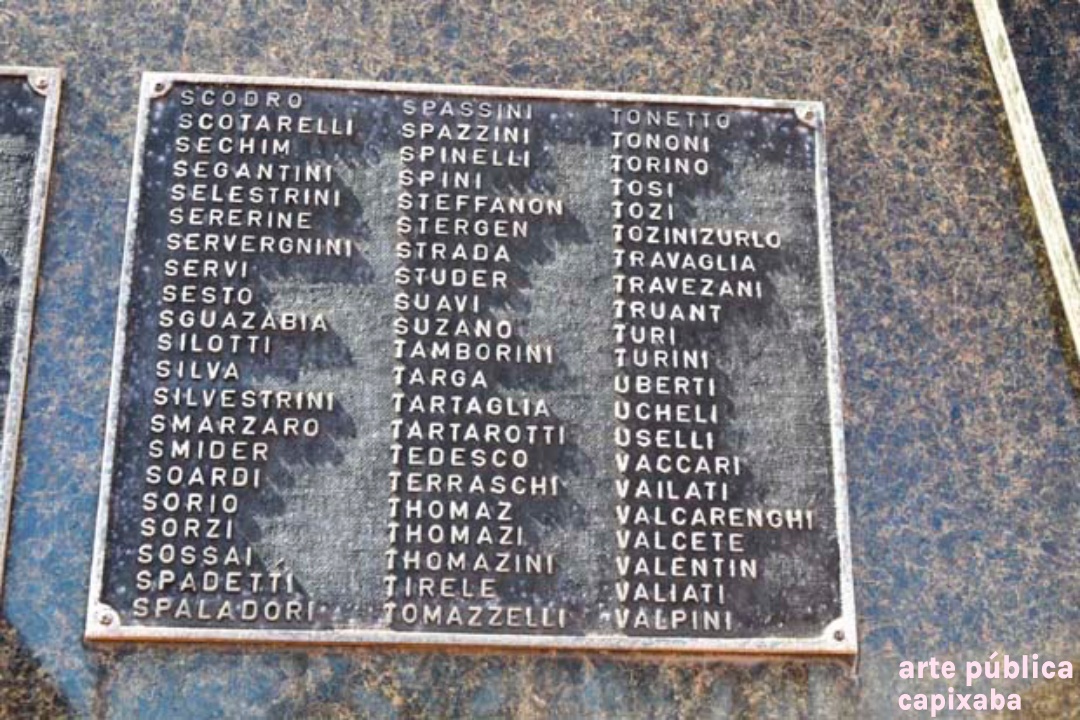 SCODRO
SCOTARELLI
SECHIM
SEGANTINI
SELESTRINI
SERERINE
SERVERGNINI
SERVI
SESTO
SGUAZABIA
SILOTTI
SILVA
SILVESTRINI
SMARZARO
SMIDER
SOARDI
SORIO
SORZI
SOSSAI
SPADETTI
SPALADORI
SPASSINI
SPAZZINI
SPINELLI
SPINI
STEFFANON
STERGEN
STRADA
STUDER
SUAVI
SUZANO
TAMBORINI
TARGA
TARTAGLIA
TARTAROTTI
TEDESCO
TERRASCHI
THOMAZ
THOMAZI
THOMAZINI
TIRELE
TOMAZZELLI
TONETTO
TONONI
TORINO
TOSI
TOZI
TOZINIZURLO
TRAVAGLIA
TRAVEZANI
TRUANT
TURI
TURINI
UBERTI
UCHELI
USELLI
VACCARI
VAILATI
VALCARENGHI
VALCETE
VALENTIN
VALIATI
VALPINI
arte pública
capixaba